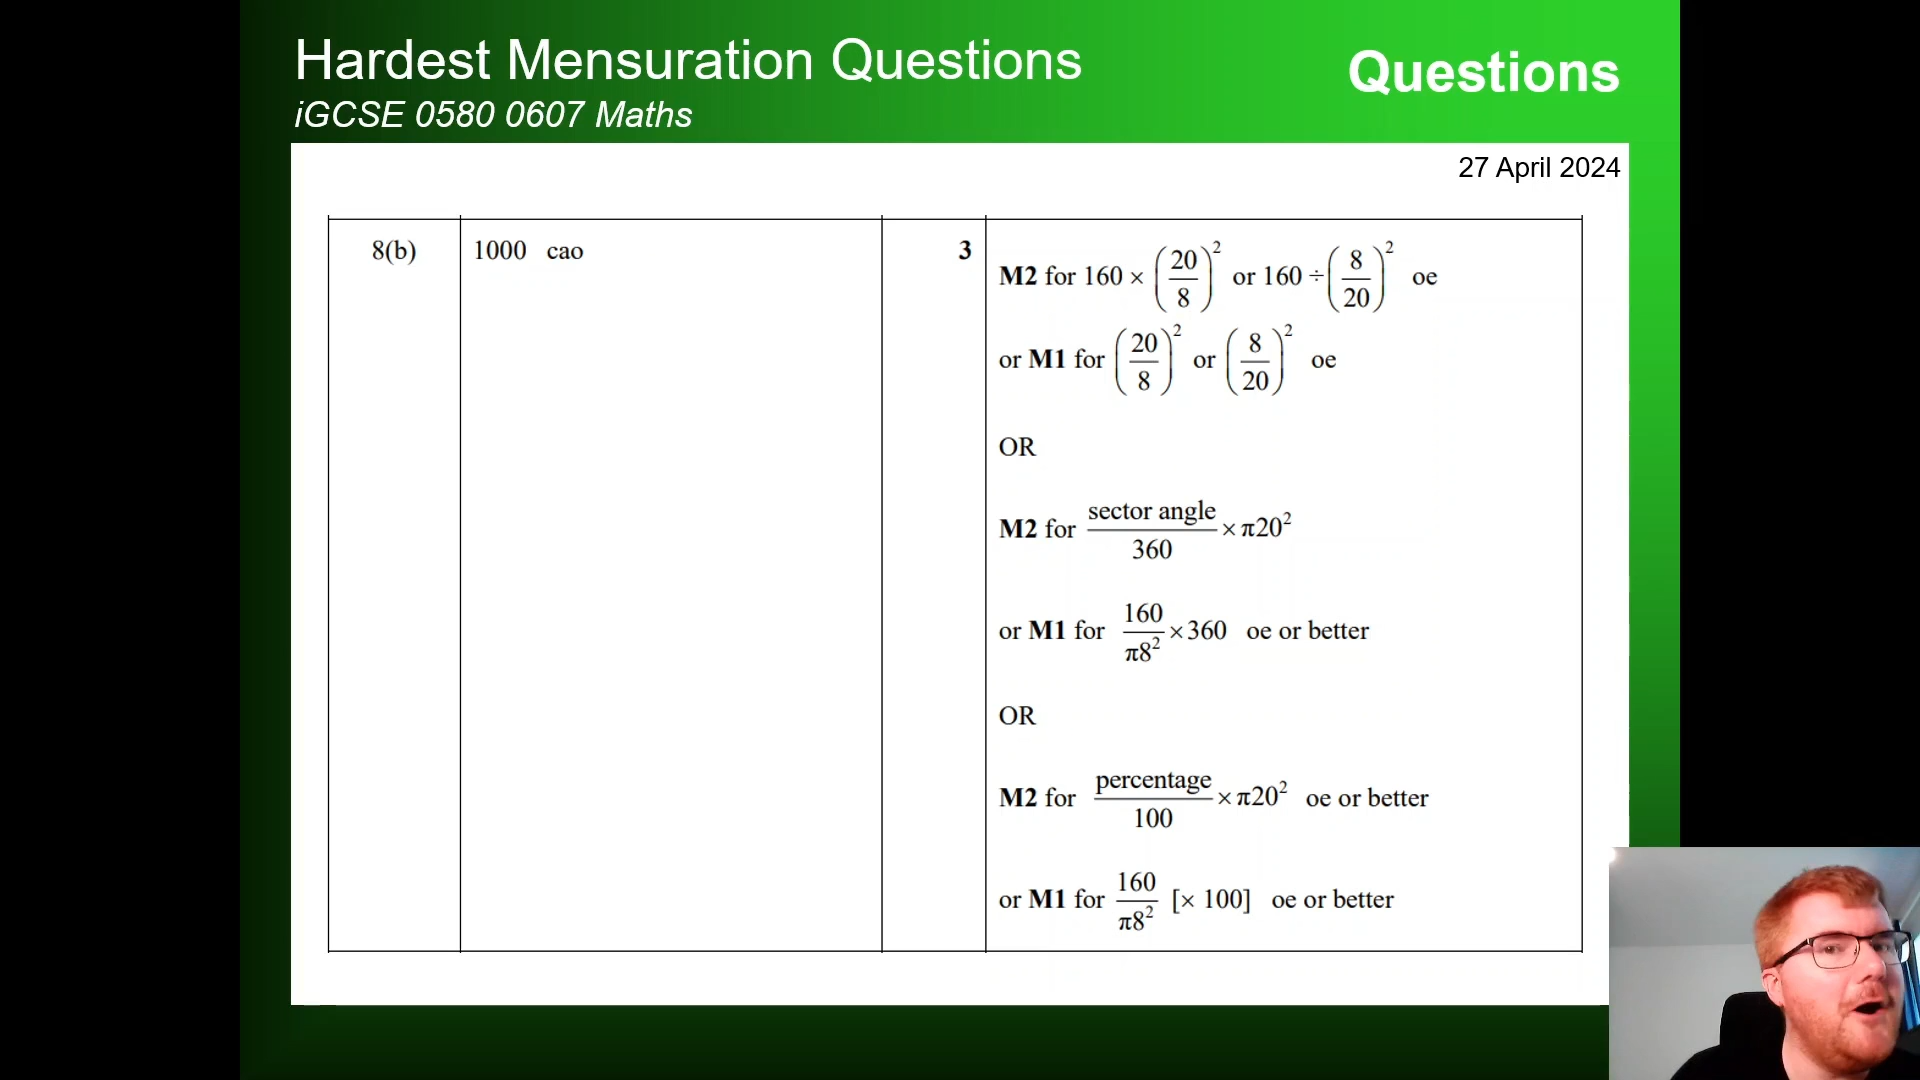 Hardest Mensuration Questions
Questions
iGCSE 0580 0607 Maths
27 April 2024
8(b) 1000 cao 3 M2 for 160 × (20/8)² or 160 ÷ (8/20)² oe
or M1 for (20/8)² or (8/20)² oe
OR
M2 for sector angle/360 × π20²
or M1 for 160/π8² × 360 oe or better
OR
M2 for percentage/100 × π20² oe or better
or M1 for 160/π8² [× 100] oe or better